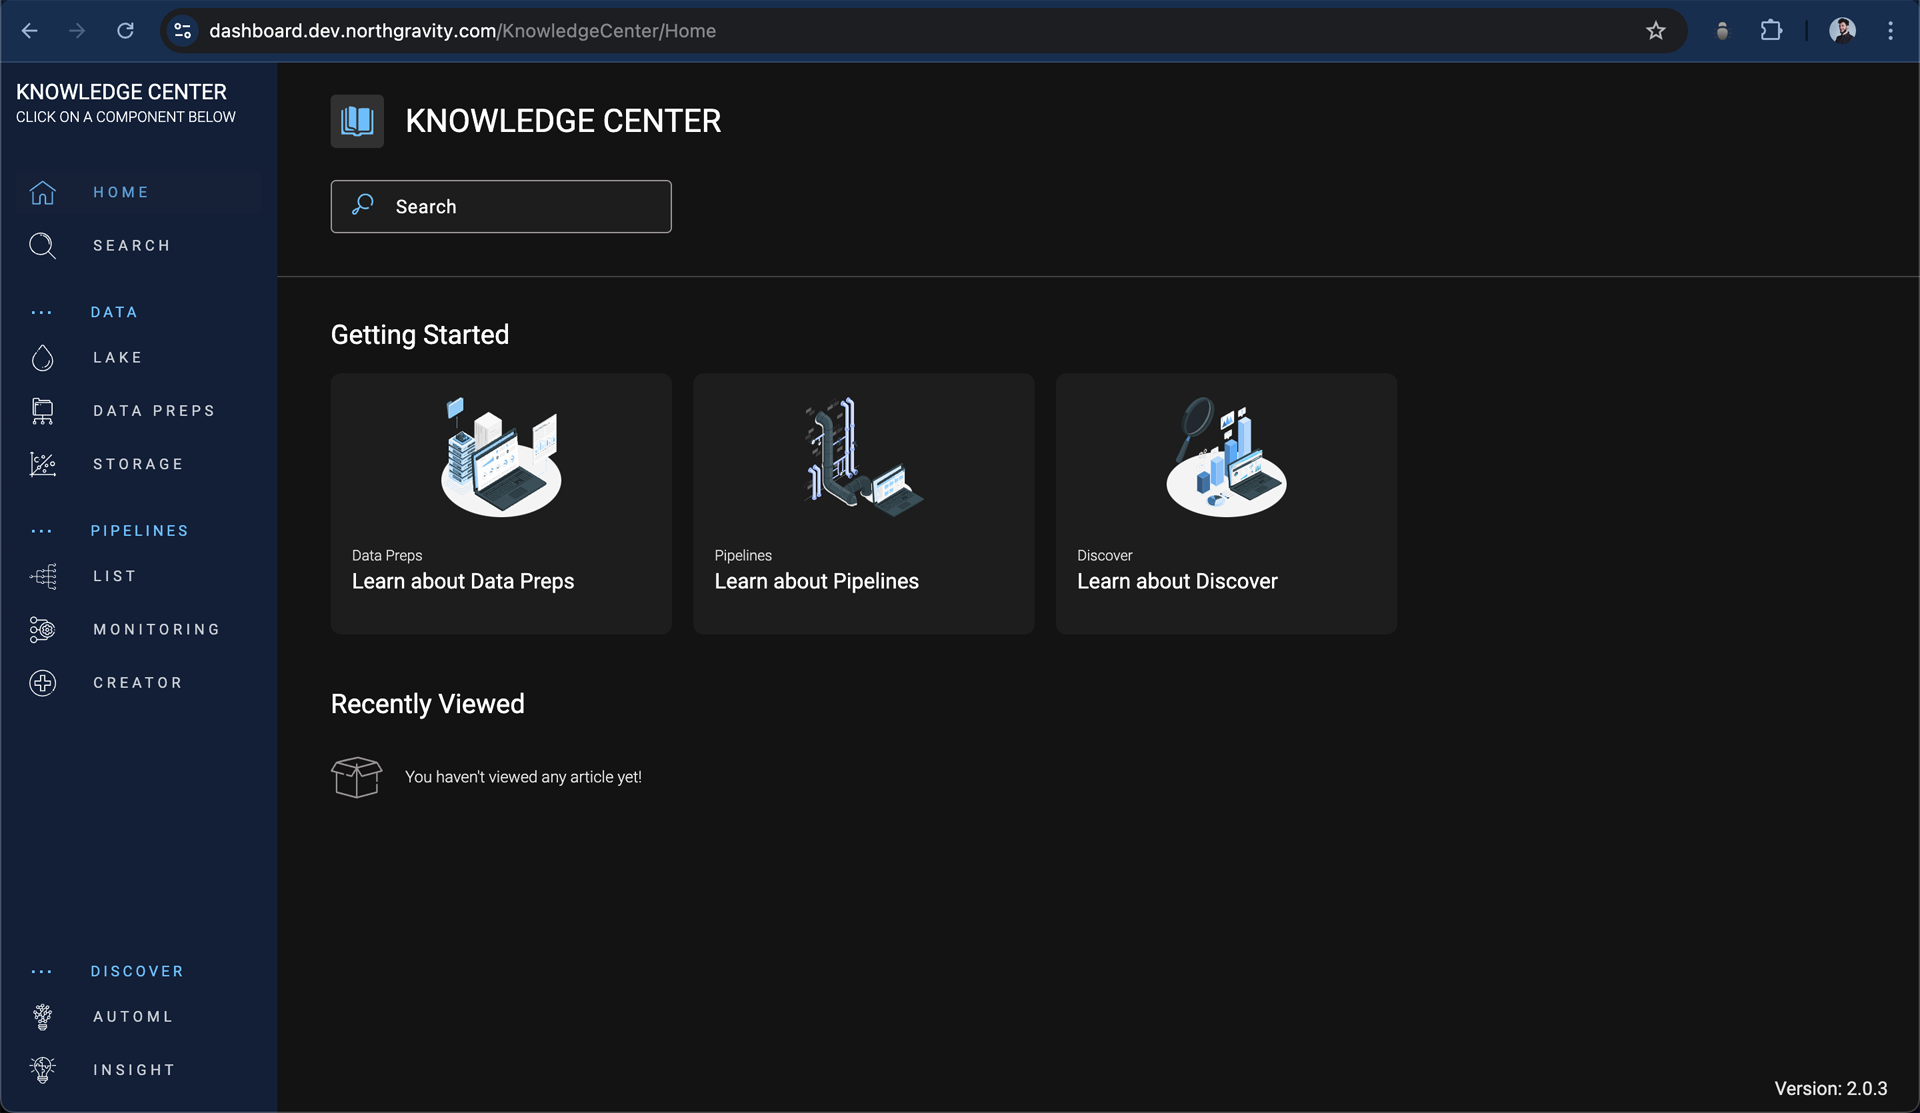 dashboard.dev.northgravity.com/KnowledgeCenter/Home
KNOWLEDGE CENTER
CLICK ON A COMPONENT BELOW
HOME
SEARCH
DATA
LAKE
DATA PREPS
STORAGE
PIPELINES
LIST
MONITORING
CREATOR
DISCOVER
AUTOML
INSIGHT
KNOWLEDGE CENTER
Search
Getting Started
Data Preps
Learn about Data Preps
Pipelines
Learn about Pipelines
Discover
Learn about Discover
Recently Viewed
You haven't viewed any article yet!
Version: 2.0.3